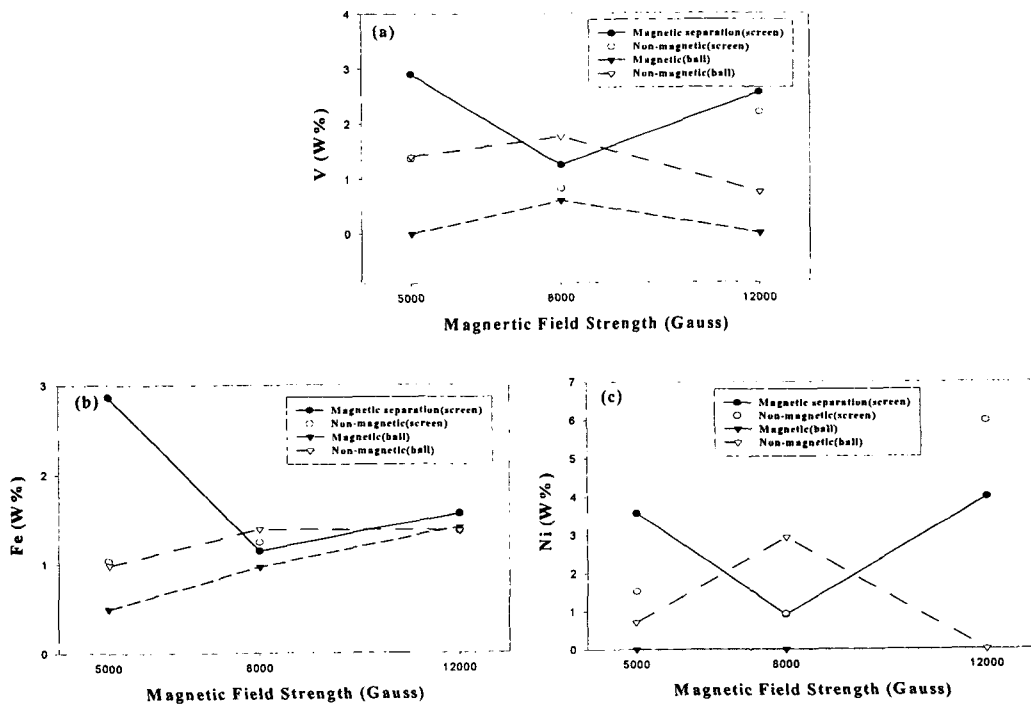 4
(a)
Magnetic separation(screen)
Non-magnetic(screen)
Magnetic(ball)
Non-magnetic(ball)
3
2
1
0
V (W%)
5000
8000
12000
Magnertic Field Strength (Gauss)
3
(b)
Magnetic separation(screen)
Non-magnetic(screen)
Magnetic(ball)
Non-magnetic(ball)
2
1
0
Fe (W%)
5000
8000
12000
Magnetic Field Strength (Gauss)
7
(c)
Magnetic separation(screen)
Non-magnetic(screen)
Magnetic(ball)
Non-magnetic(ball)
6
5
4
3
2
1
0
Ni (W%)
5000
8000
12000
Magnetic Field Strength (Gauss)